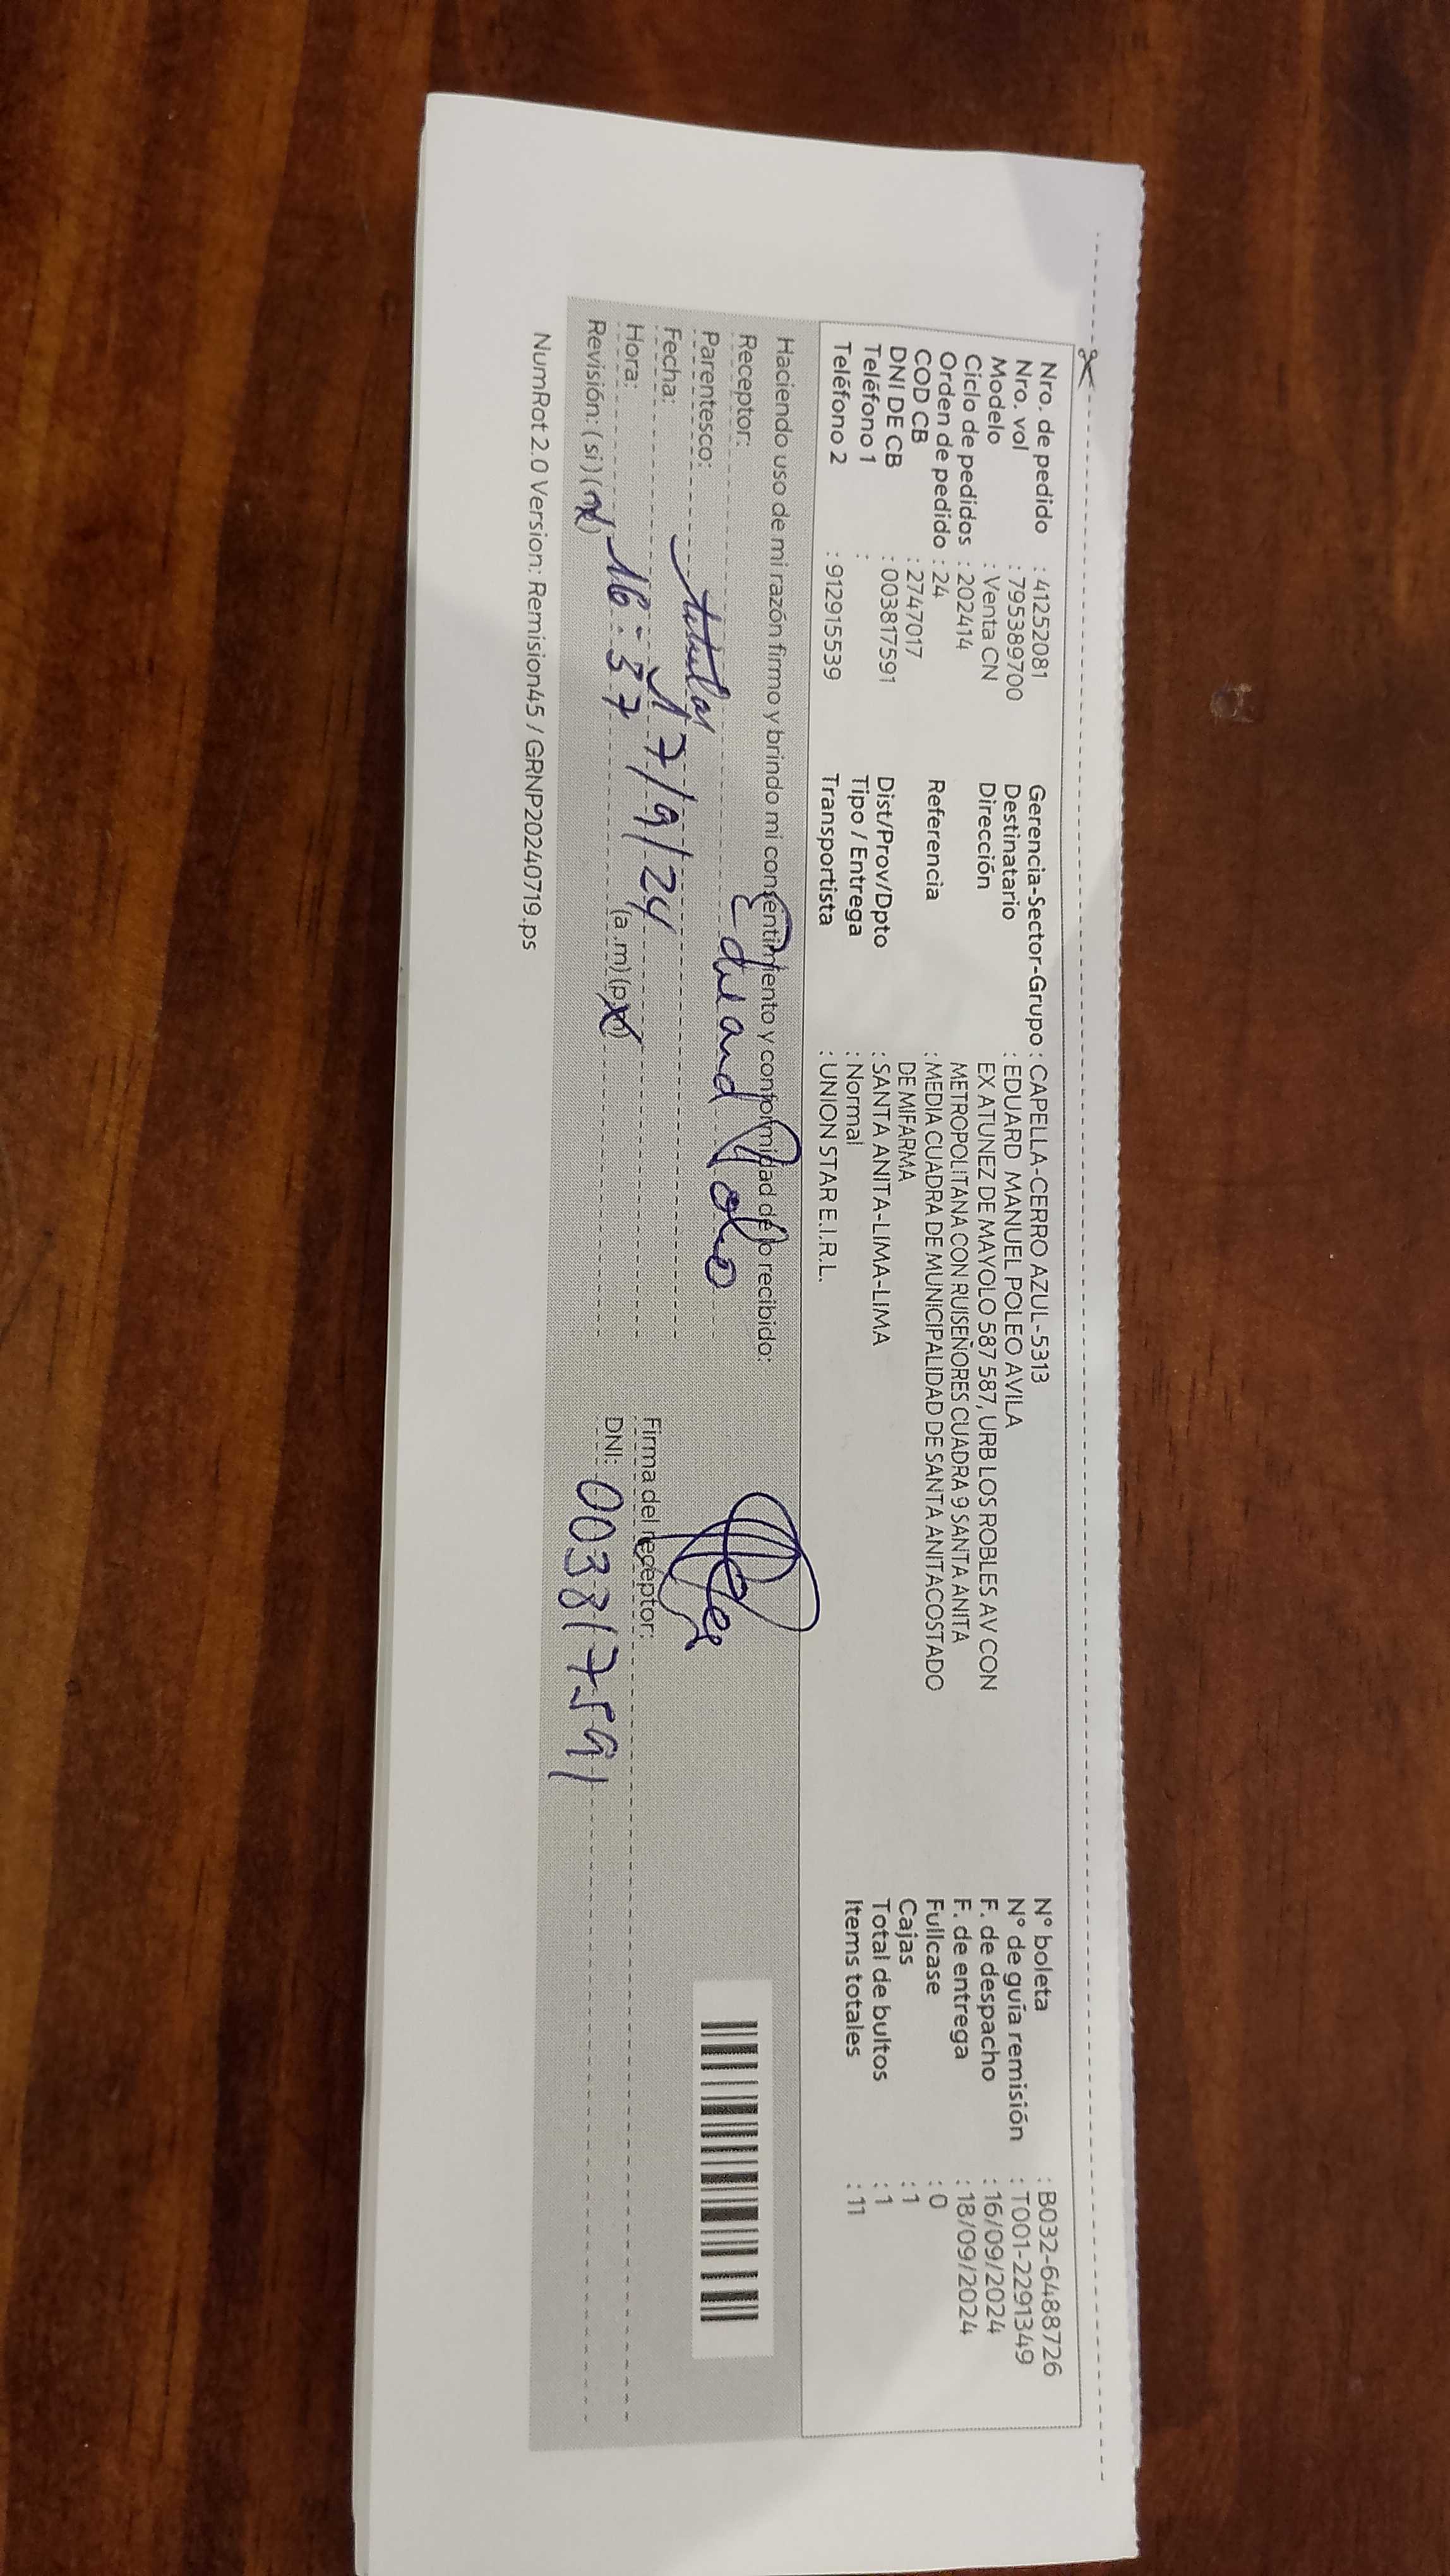 Nro. de pedido : 41252081
Nro. vol : 795389700
Modelo : Venta CN
Ciclo de pedidos : 202414
Orden de pedido : 24
COD CB : 2747017
DNI DE CB : 003817591
Teléfono 1 :
Teléfono 2 : 912915539
Gerencia-Sector-Grupo : CAPELLA-CERRO AZUL-5313
Destinatario : EDUARD MANUEL POLEO AVILA
Dirección EX ATUNEZ DE MAYOLO 587 587, URB LOS ROBLES AV CON
METROPOLITANA CON RUISEÑORES CUADRA 9 SANTA ANITA
Referencia : MEDIA CUADRA DE MUNICIPALIDAD DE SANTA ANITACOSTADO
DE MIFARMA
Dist/Prov/Dpto : SANTA ANITA-LIMA-LIMA
Tipo / Entrega : Normal
Transportista : UNION STAR E.I.R.L.
N° boleta : B032-6488726
N° de guía remisión : T001-2291349
F. de despacho : 16/09/2024
F. de entrega : 18/09/2024
Fullcase : 0
Cajas : 1
Total de bultos : 1
Items totales : 11
Haciendo uso de mi razón firmo y brindo mi consentimiento y conformidad de lo recibido:
Receptor: Eduard Poleo
Parentesco: titular
Fecha: 17/9/24
Hora: 16:37 (a.m) (p.m)
Revisión: (si) (no)
Firma del receptor:
DNI: 003817591
NumRot 2.0 Version: Remision45 / GRNP20240719.ps